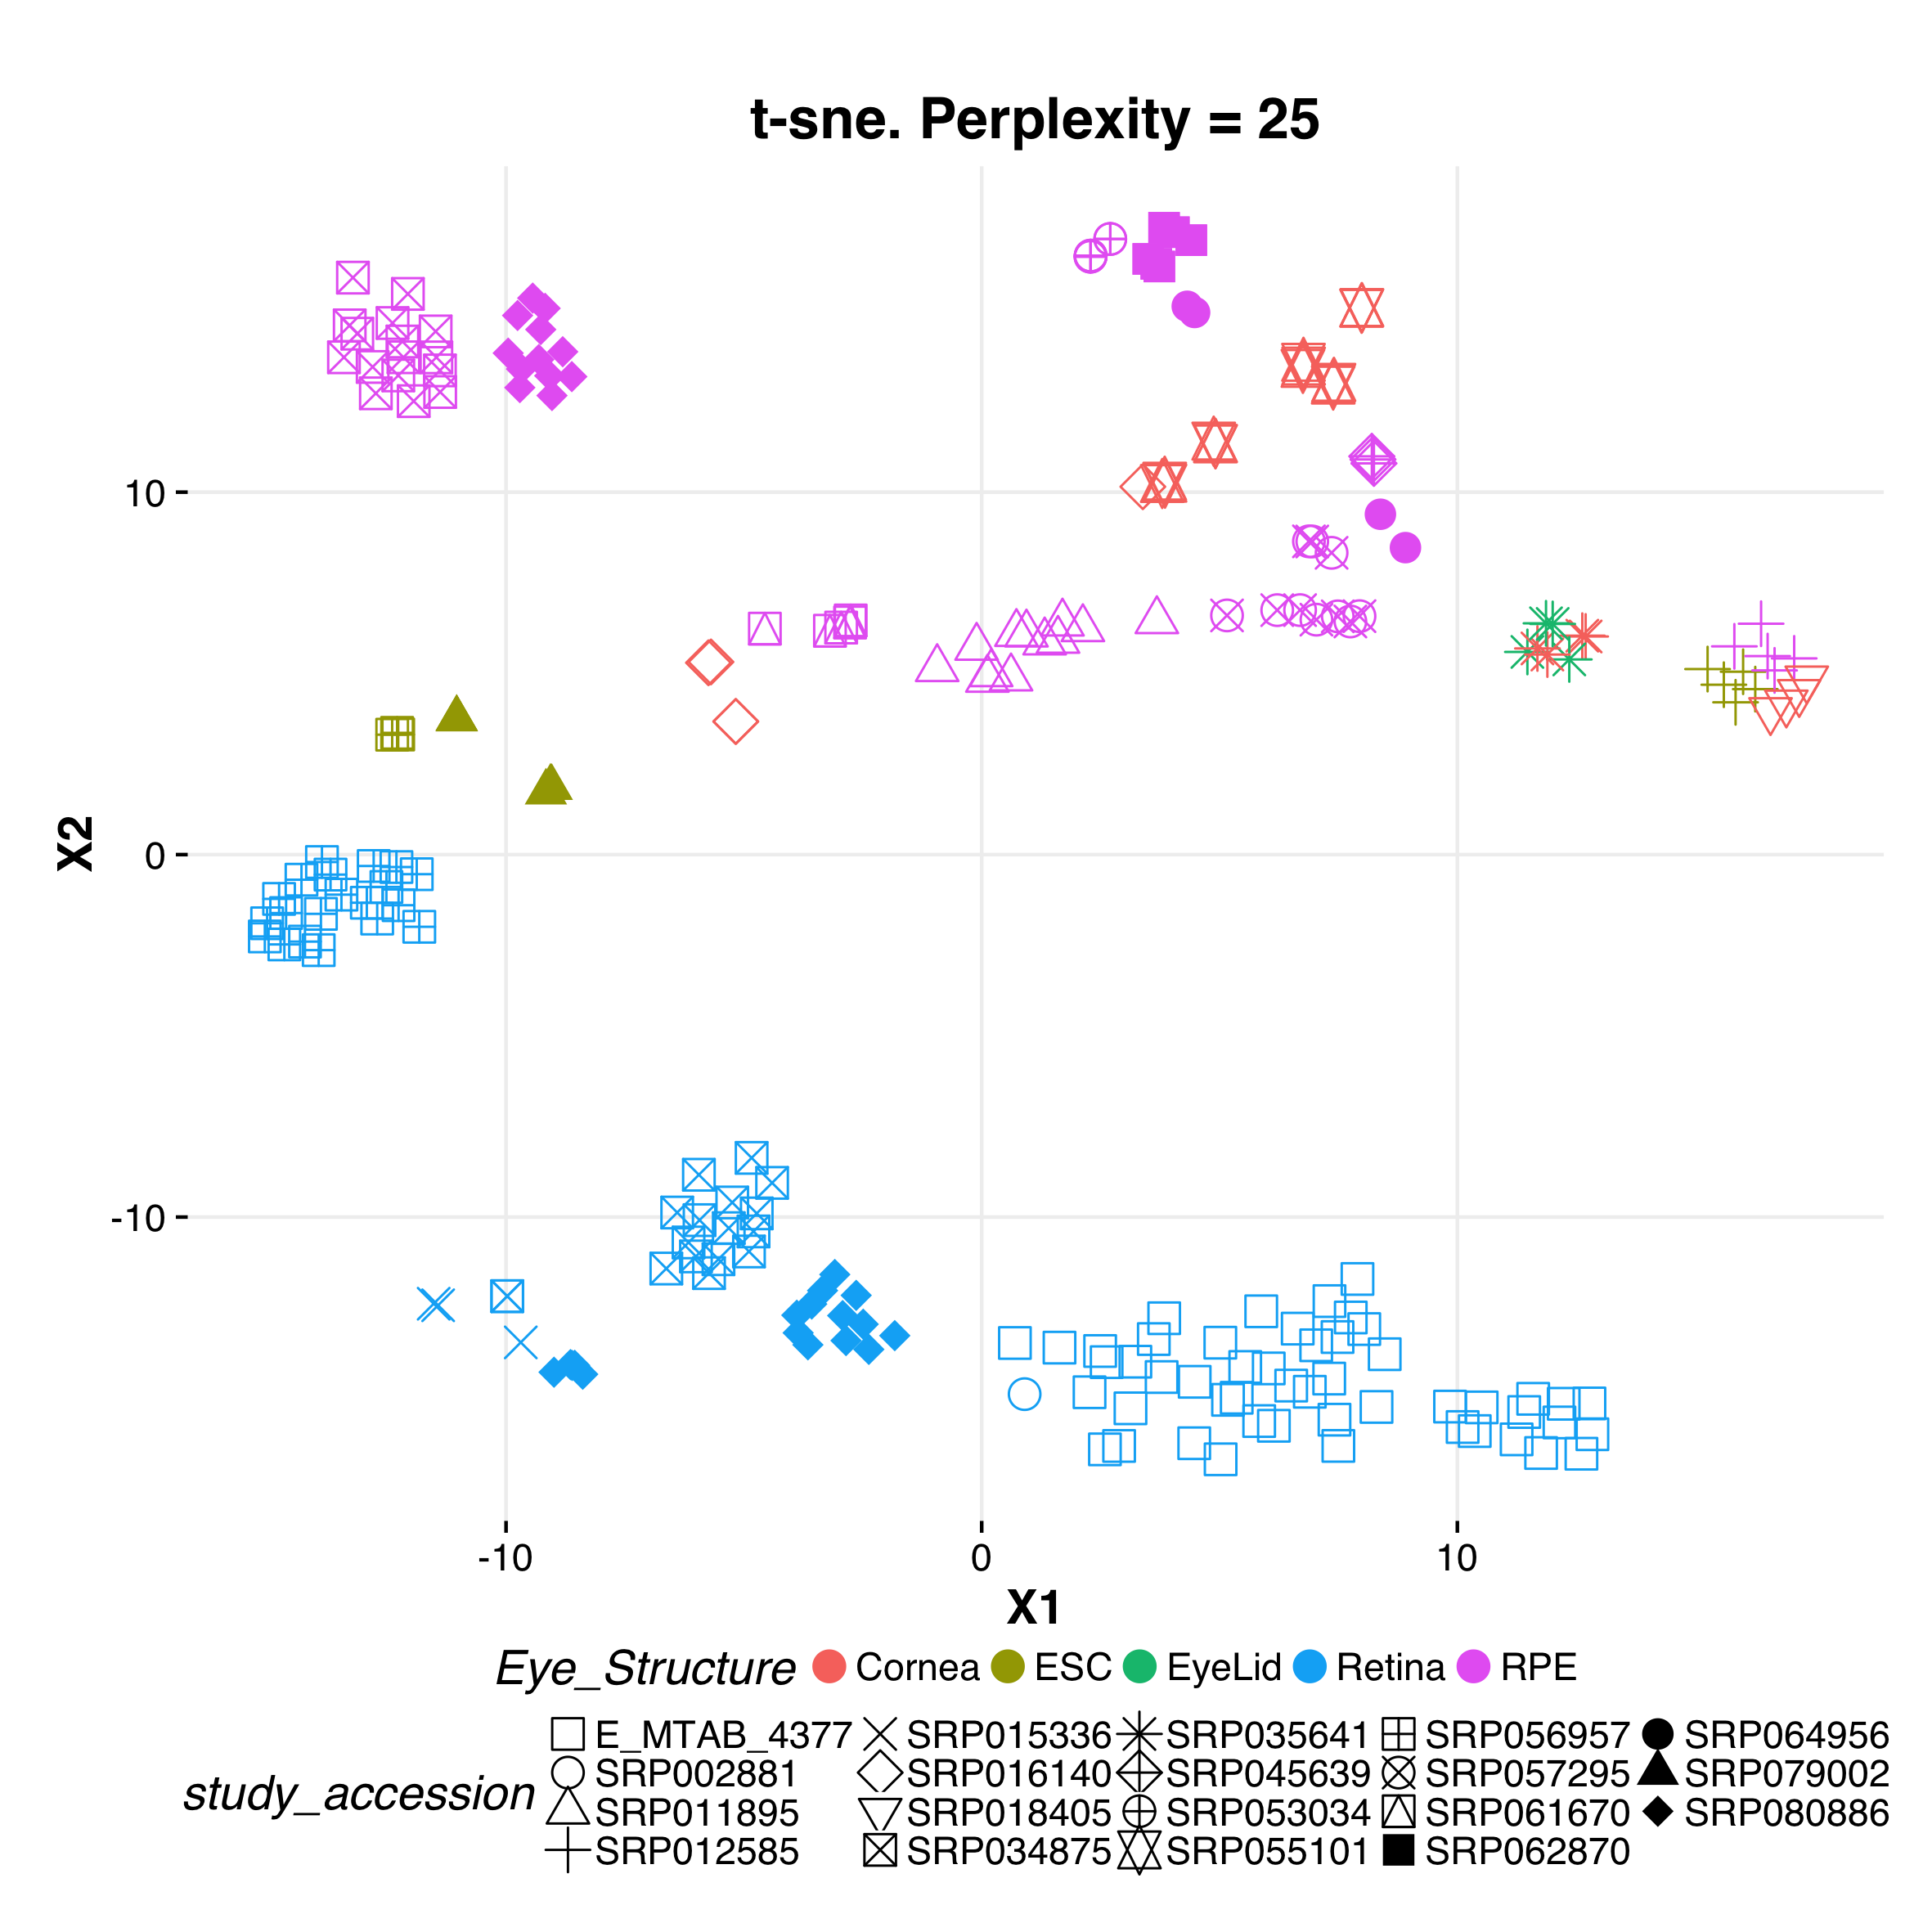 t-sne. Perplexity = 25
10
0
-10
X2
-10 0 10
X1
Eye_Structure Cornea ESC EyeLid Retina RPE
study_accession
E_MTAB_4377 SRP015336 SRP035641 SRP056957 SRP064956
SRP002881 SRP016140 SRP045639 SRP057295 SRP079002
SRP011895 SRP018405 SRP053034 SRP061670 SRP080886
SRP012585 SRP034875 SRP055101 SRP062870